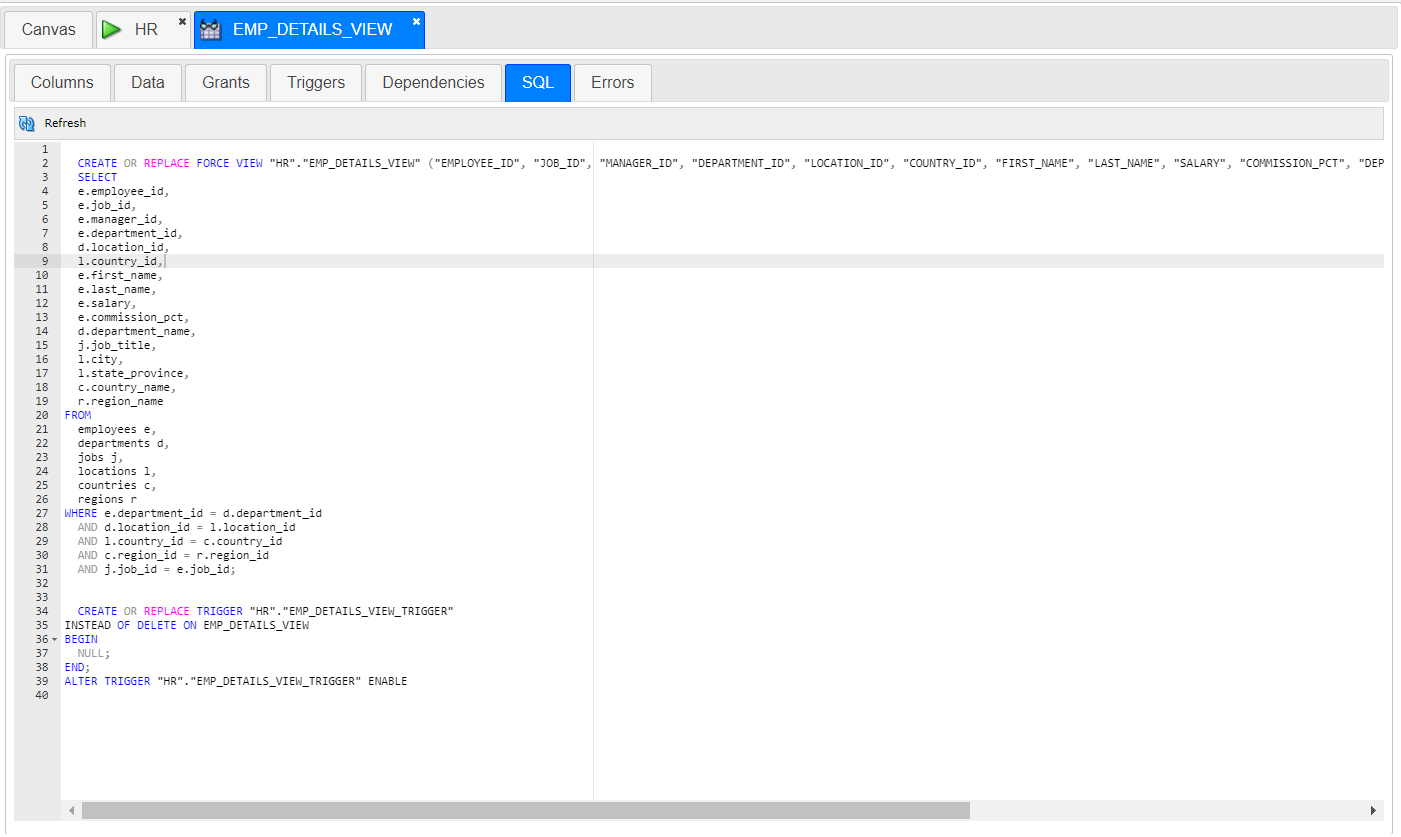 Canvas HR EMP_DETAILS_VIEW
Columns Data Grants Triggers Dependencies SQL Errors
Refresh
1
2 CREATE OR REPLACE FORCE VIEW "HR"."EMP_DETAILS_VIEW" ("EMPLOYEE_ID", "JOB_ID", "MANAGER_ID", "DEPARTMENT_ID", "LOCATION_ID", "COUNTRY_ID", "FIRST_NAME", "LAST_NAME", "SALARY", "COMMISSION_PCT", "DEP
3 SELECT
4 e.employee_id,
5 e.job_id,
6 e.manager_id,
7 e.department_id,
8 d.location_id,
9 l.country_id,
10 e.first_name,
11 e.last_name,
12 e.salary,
13 e.commission_pct,
14 d.department_name,
15 j.job_title,
16 l.city,
17 l.state_province,
18 c.country_name,
19 r.region_name
20 FROM
21 employees e,
22 departments d,
23 jobs j,
24 locations l,
25 countries c,
26 regions r
27 WHERE e.department_id = d.department_id
28 AND d.location_id = l.location_id
29 AND l.country_id = c.country_id
30 AND c.region_id = r.region_id
31 AND j.job_id = e.job_id;
32
33
34 CREATE OR REPLACE TRIGGER "HR"."EMP_DETAILS_VIEW_TRIGGER"
35 INSTEAD OF DELETE ON EMP_DETAILS_VIEW
36 BEGIN
37 NULL;
38 END;
39 ALTER TRIGGER "HR"."EMP_DETAILS_VIEW_TRIGGER" ENABLE
40